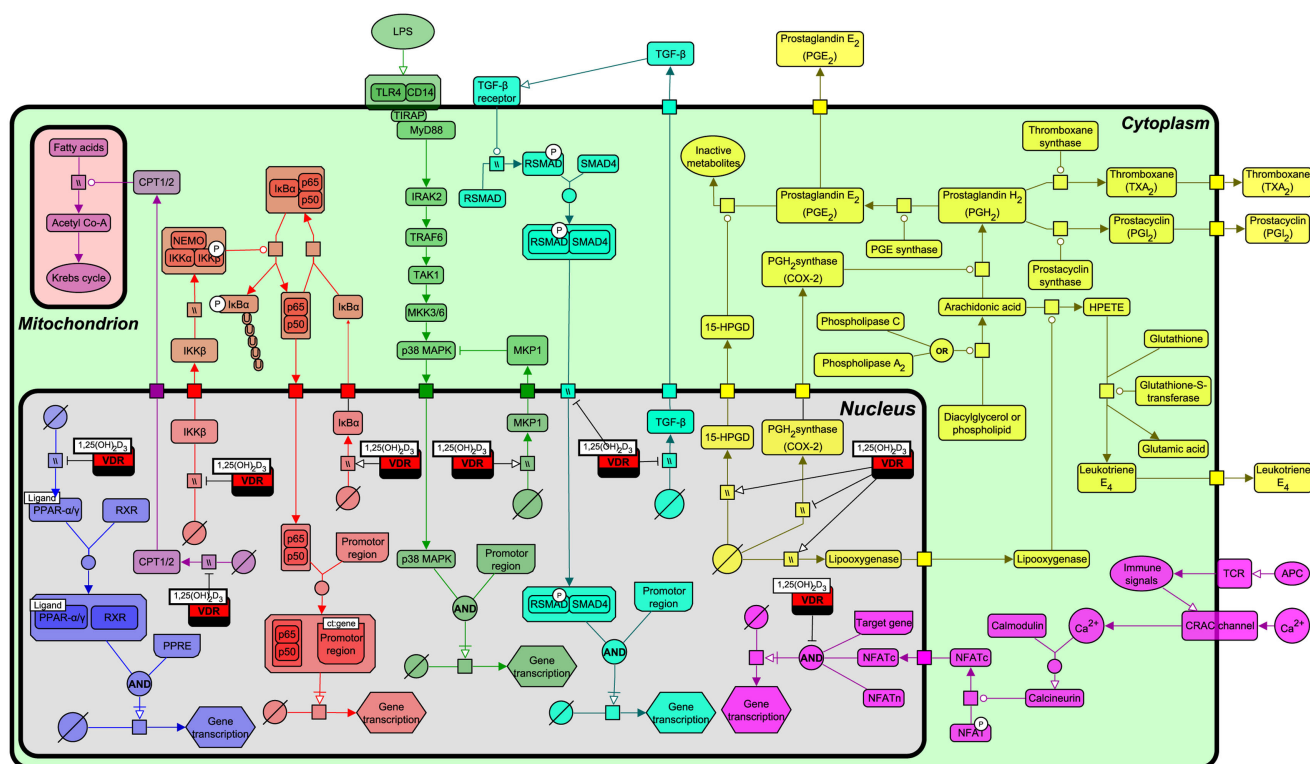 LPS
TLR4 CD14
TIRAP
MyD88
IRAK2
TRAF6
TAK1
MKK3/6
p38 MAPK
MKP1
TGF-β
TGF-β
receptor
\\
RSMAD
P
RSMAD
SMAD4
P
RSMAD SMAD4
Prostaglandin E2
(PGE2)
Cytoplasm
Inactive
metabolites
Prostaglandin E2
(PGE2)
PGE synthase
Prostaglandin H2
(PGH2)
Thromboxane
synthase
Thromboxane
(TXA2)
Thromboxane
(TXA2)
Prostacyclin
(PGI2)
Prostacyclin
(PGI2)
Prostacyclin
synthase
PGH2synthase
(COX-2)
15-HPGD
Arachidonic acid
HPETE
Phospholipase C
OR
Phospholipase A2
Diacylglycerol or
phospholipid
Glutathione
Glutathione-S-
transferase
Glutamic acid
Leukotriene
E4
Leukotriene
E4
Fatty acids
\\
CPT1/2
Acetyl Co-A
Krebs cycle
Mitochondrion
IκBα
p65
p50
NEMO
P
IKKα IKKβ
\\
IKKβ
P
IκBα
p65
p50
IκBα
\\
Nucleus
\\
1,25(OH)2D3
VDR
Ligand
PPAR-α/γ
RXR
Ligand
PPAR-α/γ
RXR
PPRE
AND
Gene
transcription
IKKβ
\\
1,25(OH)2D3
VDR
CPT1/2
\\
1,25(OH)2D3
VDR
IκBα
\\
1,25(OH)2D3
VDR
p65
p50
Promotor
region
p65
p50
ct:gene
Promotor
region
Gene
transcription
1,25(OH)2D3
VDR
MKP1
\\
p38 MAPK
Promotor
region
AND
Gene
transcription
1,25(OH)2D3
VDR
TGF-β
\\
P
RSMAD SMAD4
Promotor
region
AND
Gene
transcription
15-HPGD
PGH2synthase
(COX-2)
1,25(OH)2D3
VDR
\\
\\
\\
Lipooxygenase
Lipooxygenase
1,25(OH)2D3
VDR
Target gene
AND
NFATc
NFATn
Gene
transcription
NFATc
P
NFAT
Calcineurin
Calmodulin
Ca2+
CRAC channel
Ca2+
Immune
signals
TCR
APC